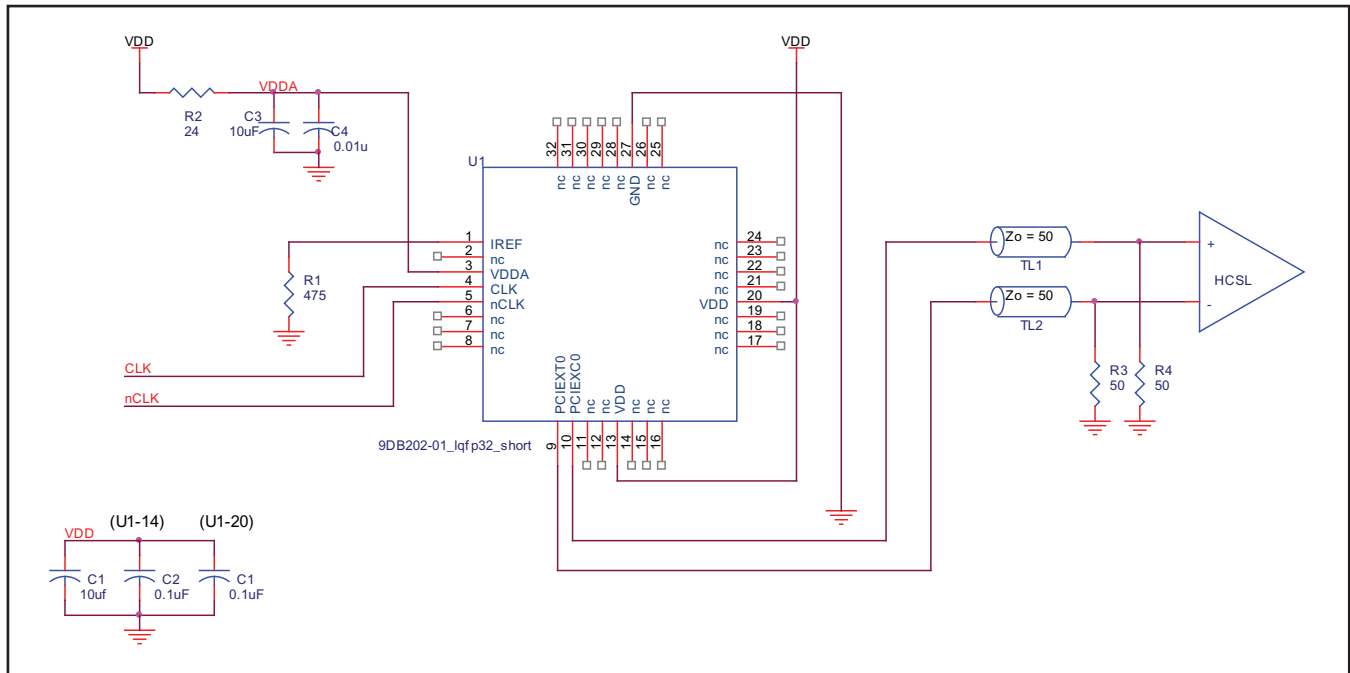 VDD
VDD
VDDA
R2
24
C3
10uF
C4
0.01u
32
31
30
29
28
27
26
25
U1
nc
nc
nc
nc
nc
GND
nc
nc
1
IREF
2
nc
3
VDDA
4
CLK
5
nCLK
6
nc
7
nc
8
nc
nc
24
nc
23
nc
22
nc
21
VDD
20
nc
19
nc
18
nc
17
R1
475
Zo = 50
TL1
Zo = 50
TL2
+
HCSL
-
CLK
nCLK
R3
50
R4
50
PCIEXT0
PCIEXC0
nc
nc
VDD
nc
nc
nc
9DB202-01_lqfp32_short
9
10
11
12
13
14
15
16
(U1-14)
(U1-20)
VDD
C1
10uf
C2
0.1uF
C1
0.1uF